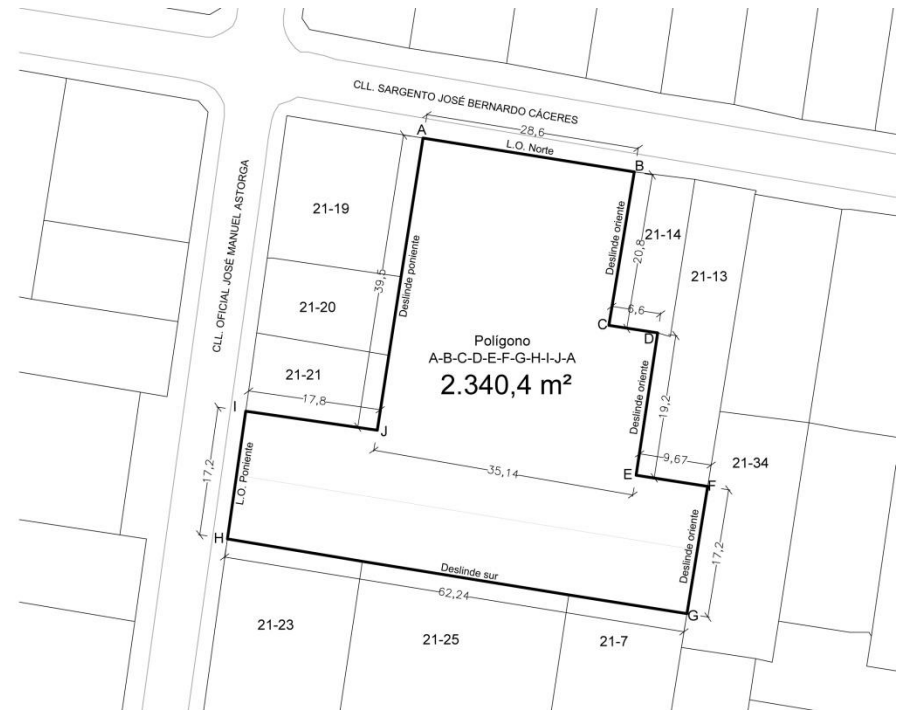 CLL. SARGENTO JOSÉ BERNARDO CÁCERES
A
28,6
L.O. Norte
B
CLL. OFICIAL JOSÉ MANUEL ASTORGA
21-19
39,5
Deslinde poniente
Deslinde oriente
20,8
21-14
21-13
21-20
C
6,6
D
Polígono
A-B-C-D-E-F-G-H-I-J-A
2.340,4 m²
21-21
17,8
Deslinde oriente
19,2
I
J
17,2
L.O. Poniente
35,14
E
9,67
21-34
F
Deslinde oriente
17,2
H
Deslinde sur
62,24
G
21-23
21-25
21-7